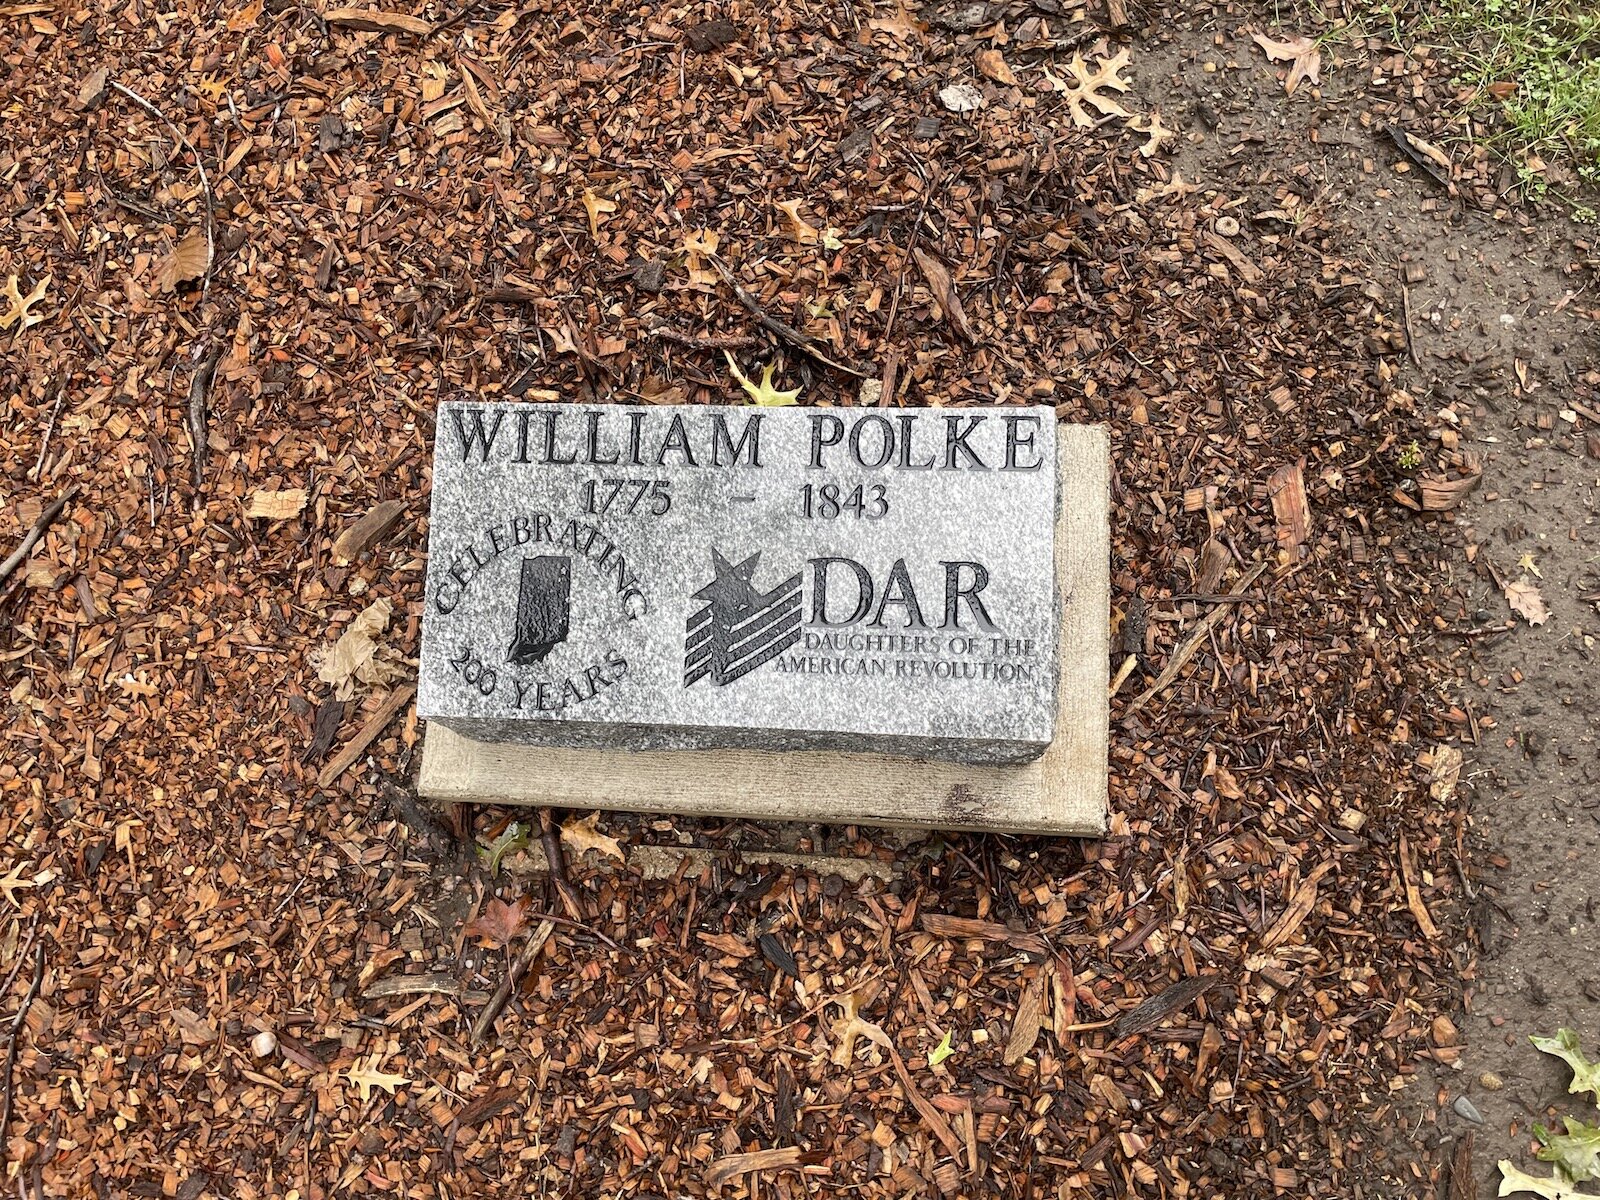 WILLIAM POLKE
1775 - 1843
CELEBRATING
200 YEARS
DAR
DAUGHTERS OF THE
AMERICAN REVOLUTION